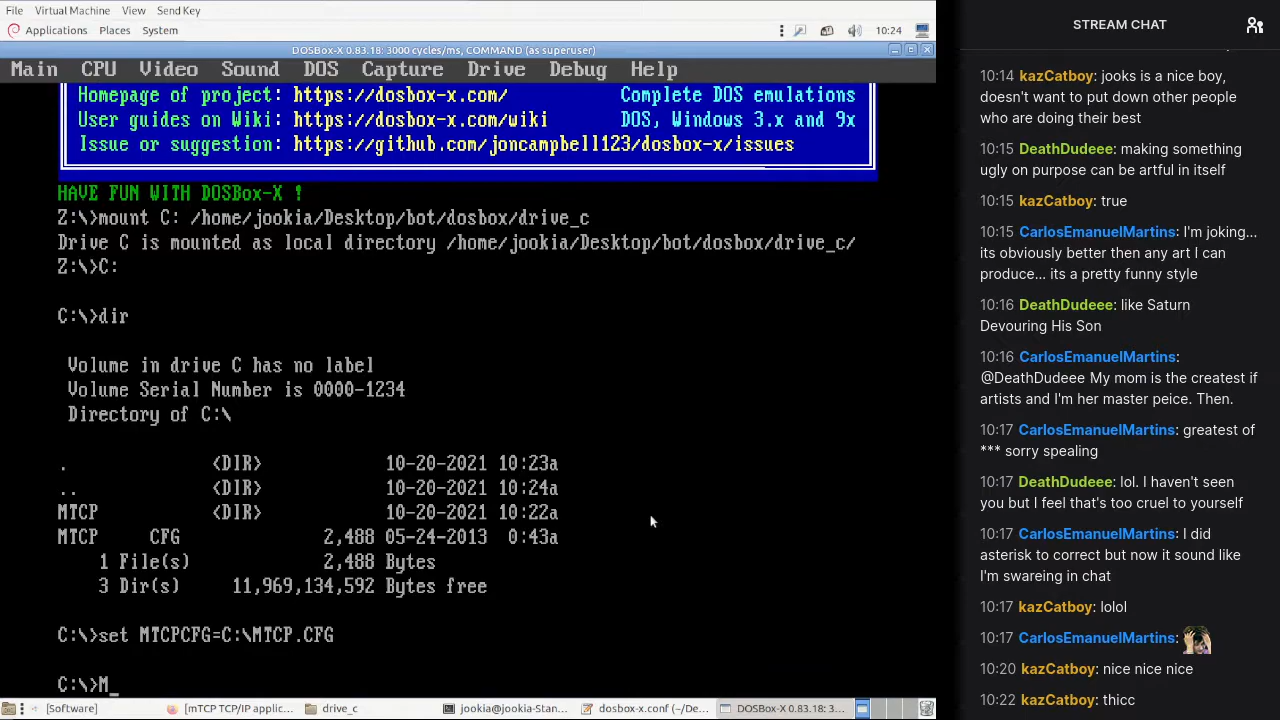 File Virtual Machine View Send Key
Applications Places System 10:24
DOSBox-X 0.83.18: 3000 cycles/ms, COMMAND (as superuser)
Main CPU Video Sound DOS Capture Drive Debug Help
Homepage of project: https://dosbox-x.com/ Complete DOS emulations
User guides on Wiki: https://dosbox-x.com/wiki DOS, Windows 3.x and 9x
Issue or suggestion: https://github.com/joncampbell123/dosbox-x/issues
HAVE FUN WITH DOSBox-X !
Z:\>mount C: /home/jookia/Desktop/bot/dosbox/drive_c
Drive C is mounted as local directory /home/jookia/Desktop/bot/dosbox/drive_c/
Z:\>C:
C:\>dir
Volume in drive C has no label
Volume Serial Number is 0000-1234
Directory of C:\
. <DIR> 10-20-2021 10:23a
.. <DIR> 10-20-2021 10:24a
MTCP <DIR> 10-20-2021 10:22a
MTCP CFG 2,488 05-24-2013 0:43a
1 File(s) 2,488 Bytes
3 Dir(s) 11,969,134,592 Bytes free
C:\>set MTCPCFG=C:\MTCP.CFG
C:\>M_
[Software] [mTCP TCP/IP applic... drive_c jookia@jookia-Stan... dosbox-x.conf (~/De... DOSBox-X 0.83.18: 3...
STREAM CHAT
10:14 kazCatboy: jooks is a nice boy,
doesn't want to put down other people
who are doing their best
10:15 DeathDudeee: making something
ugly on purpose can be artful in itself
10:15 kazCatboy: true
10:15 CarlosEmanuelMartins: I'm joking...
its obviously better then any art I can
produce... its a pretty funny style
10:16 DeathDudeee: like Saturn
Devouring His Son
10:16 CarlosEmanuelMartins:
@DeathDudeee My mom is the createst if
artists and I'm her master peice. Then.
10:17 CarlosEmanuelMartins: greatest of
*** sorry spealing
10:17 DeathDudeee: lol. I haven't seen
you but I feel that's too cruel to yourself
10:17 CarlosEmanuelMartins: I did
asterisk to correct but now it sound like
I'm swareing in chat
10:17 kazCatboy: lolol
10:17 CarlosEmanuelMartins:
10:20 kazCatboy: nice nice nice
10:22 kazCatboy: thicc